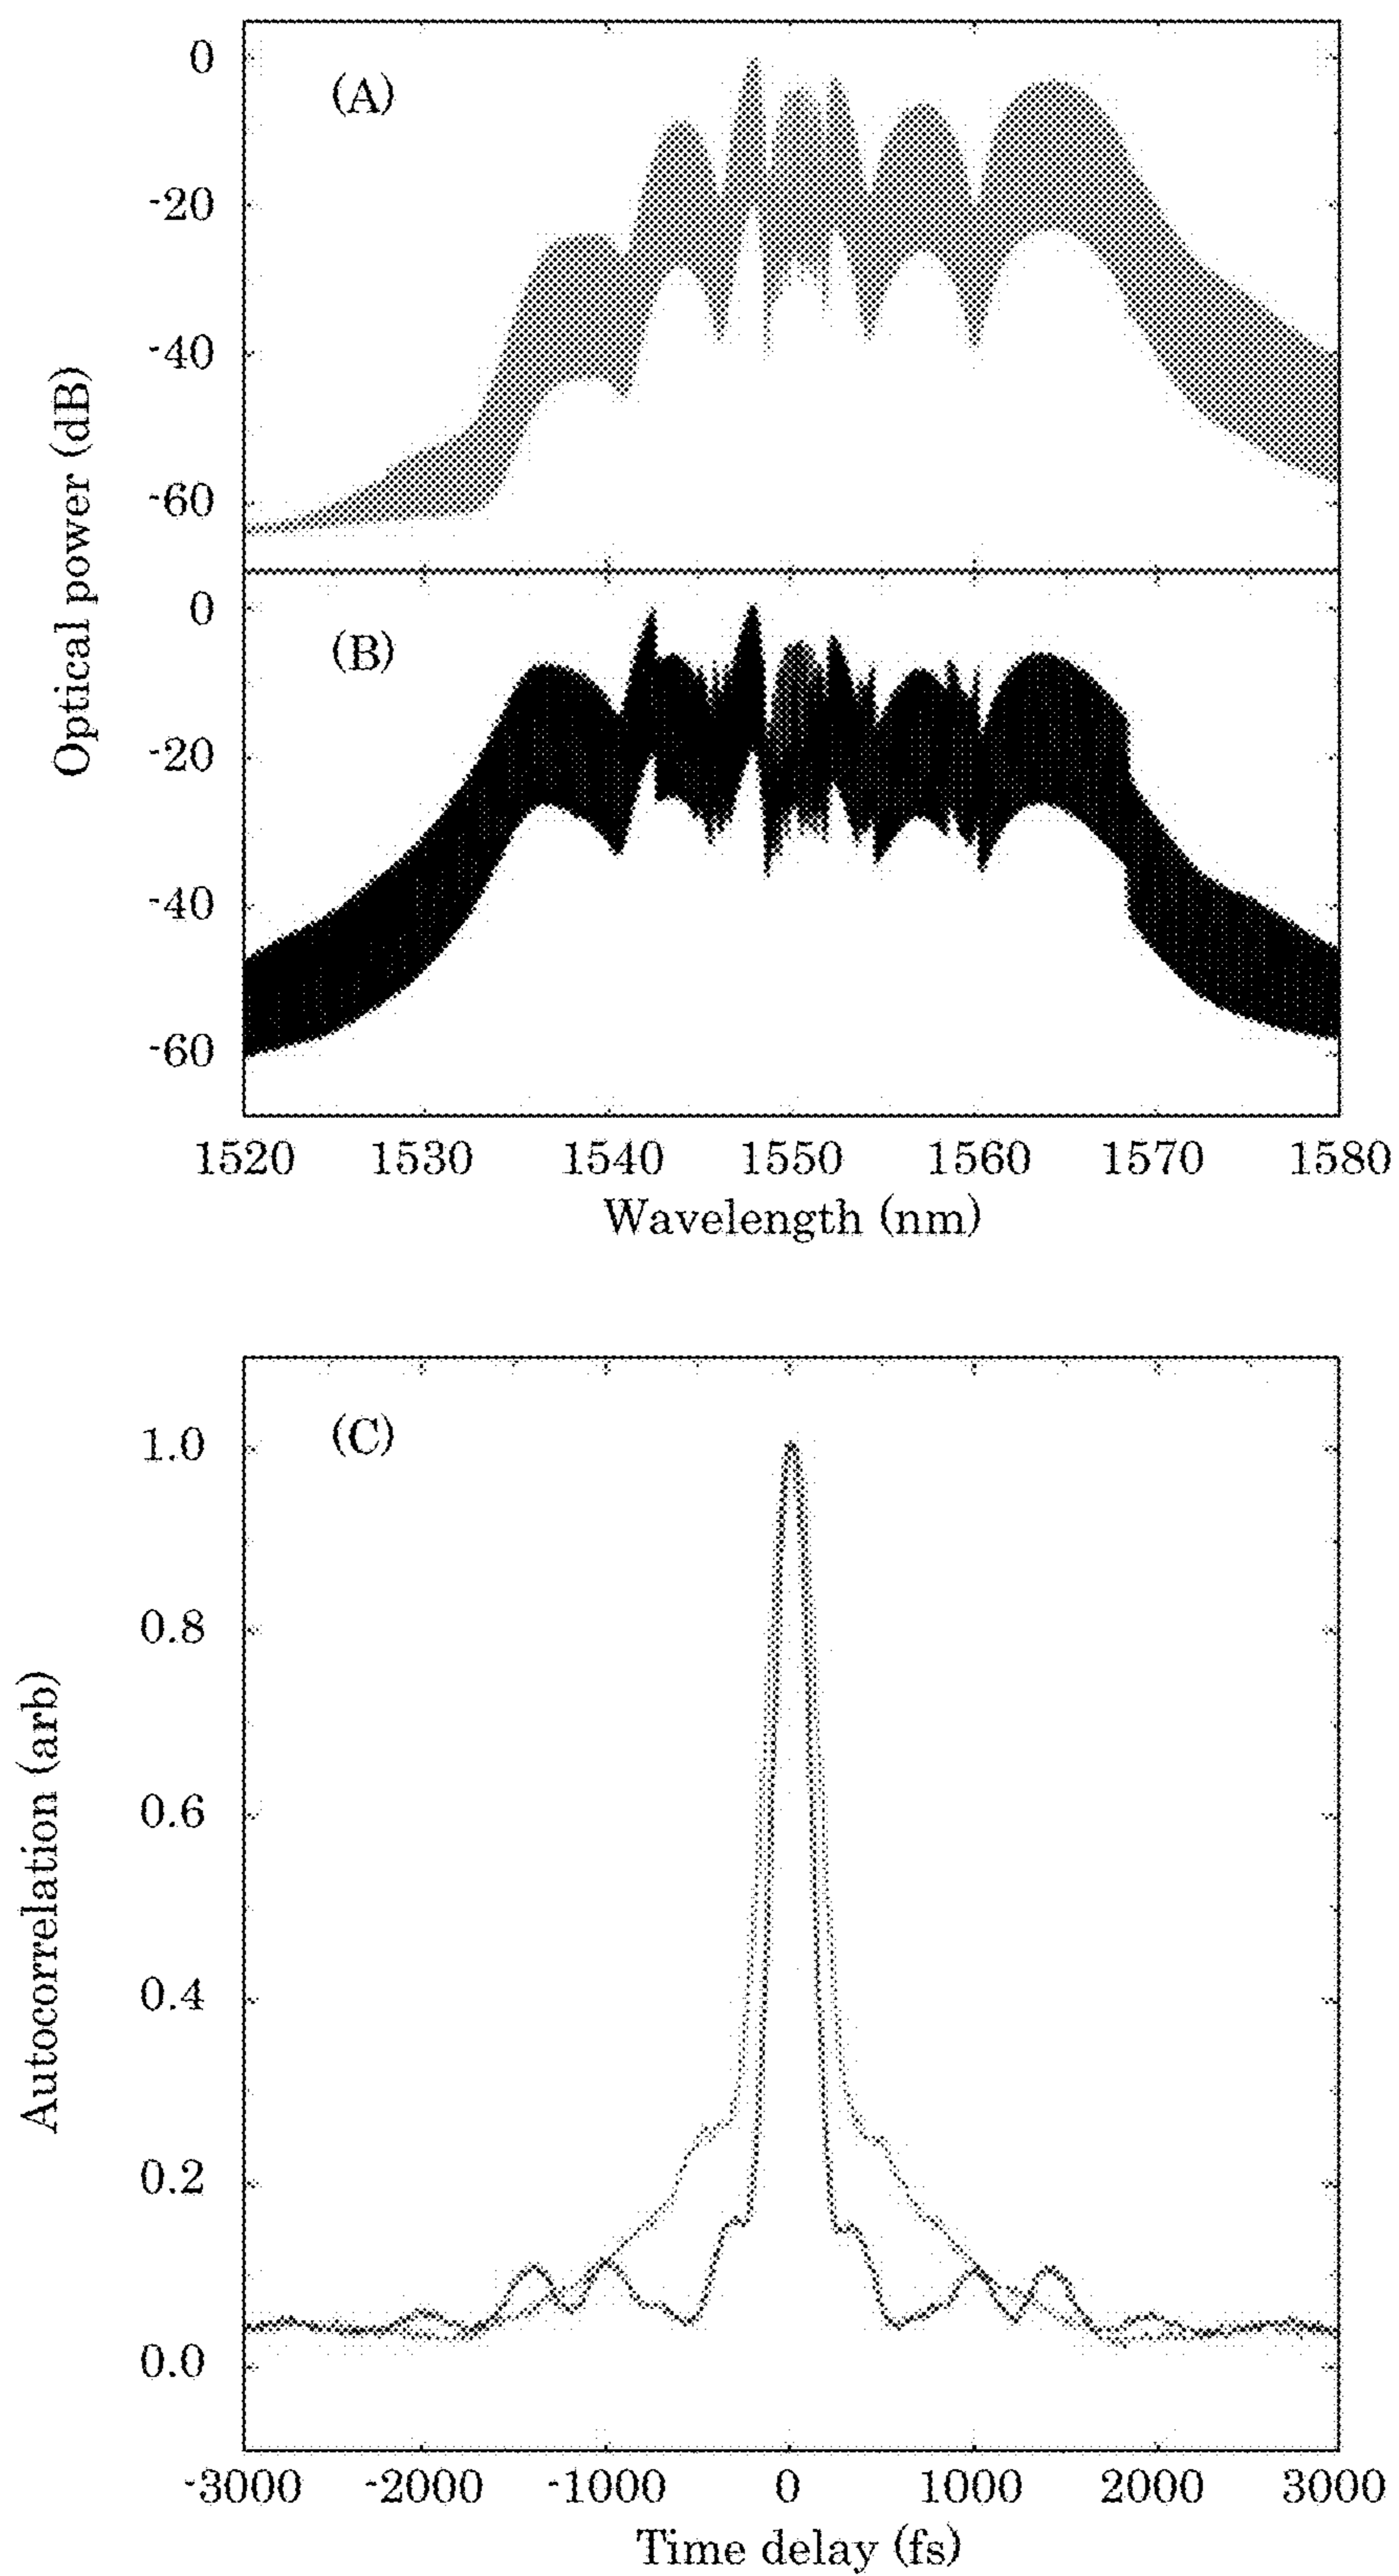 Optical power (dB)
(A)
0
-20
-40
-60
(B)
0
-20
-40
-60
1520 1530 1540 1550 1560 1570 1580
Wavelength (nm)
Autocorrelation (arb)
(C)
1.0
0.8
0.6
0.4
0.2
0.0
-3000 -2000 -1000 0 1000 2000 3000
Time delay (fs)